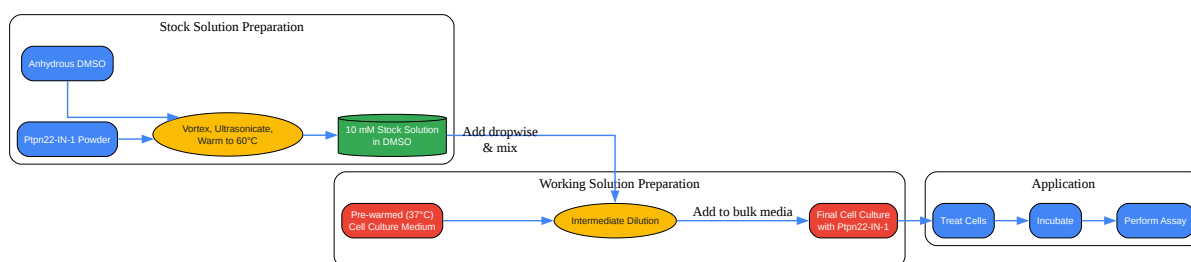 Stock Solution Preparation
Anhydrous DMSO
Ptpn22-IN-1 Powder
Vortex, Ultrasonicate,
Warm to 60°C
10 mM Stock Solution
in DMSO
Add dropwise
& mix
Working Solution Preparation
Pre-warmed (37°C)
Cell Culture Medium
Intermediate Dilution
Add to bulk media
Final Cell Culture
with Ptpn22-IN-1
Application
Treat Cells
Incubate
Perform Assay